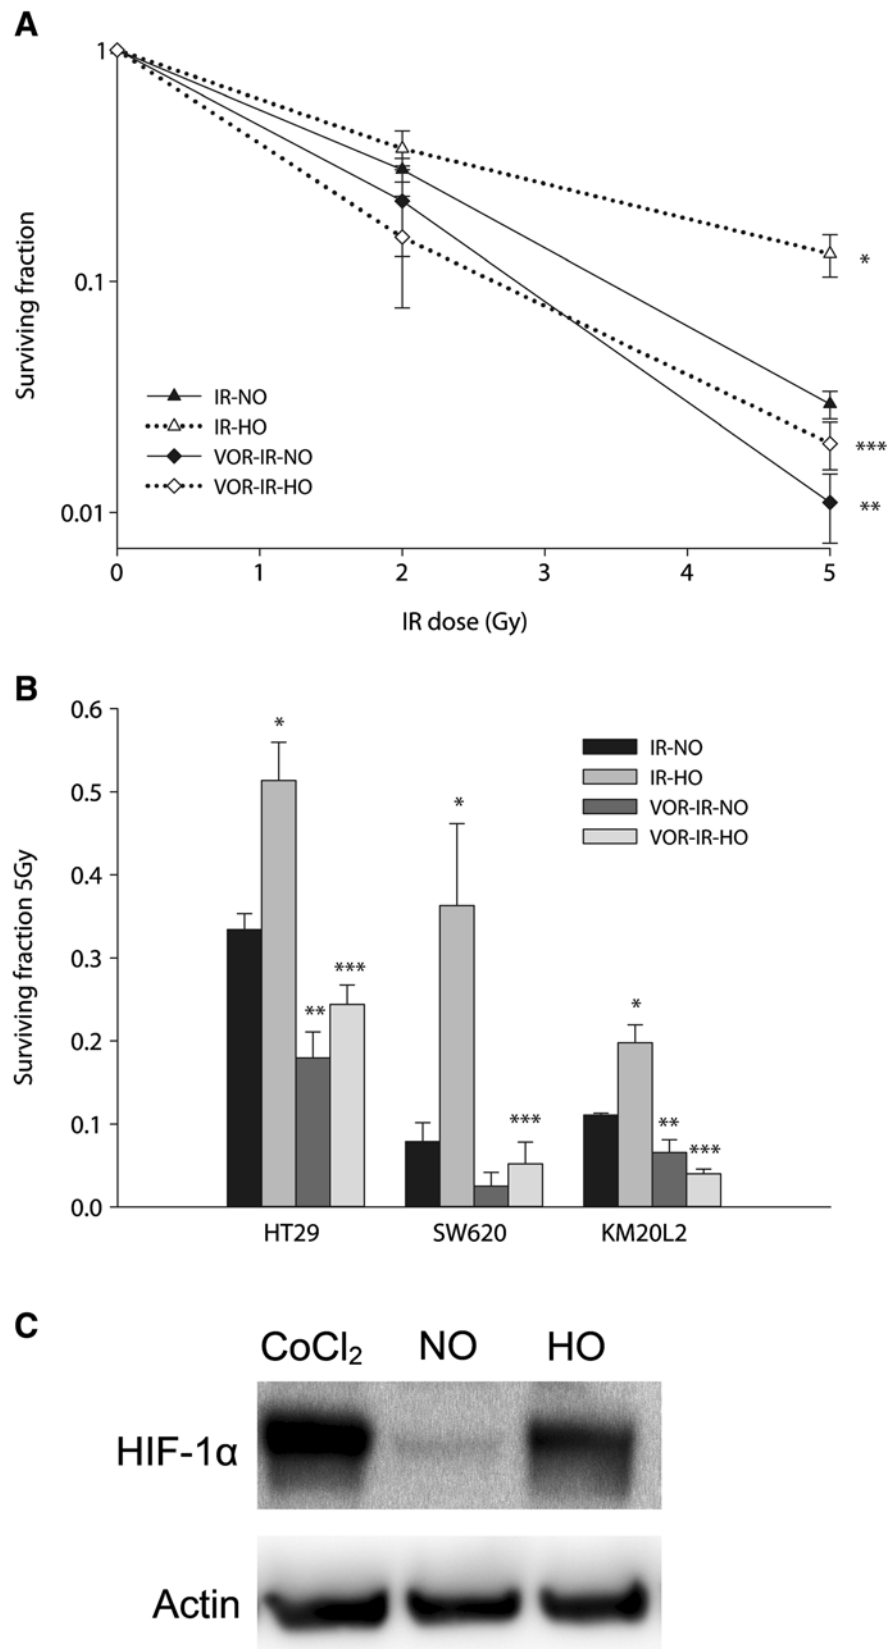 A
1
0.1
0.01
Surviving fraction
*
***
**
IR-NO
IR-HO
VOR-IR-NO
VOR-IR-HO
0 1 2 3 4 5
IR dose (Gy)
B
0.6
0.5
0.4
0.3
0.2
0.1
0.0
Surviving fraction 5Gy
IR-NO
IR-HO
VOR-IR-NO
VOR-IR-HO
* ** ***
* ***
* ** ***
HT29 SW620 KM20L2
C
CoCl₂ NO HO
HIF-1α
Actin